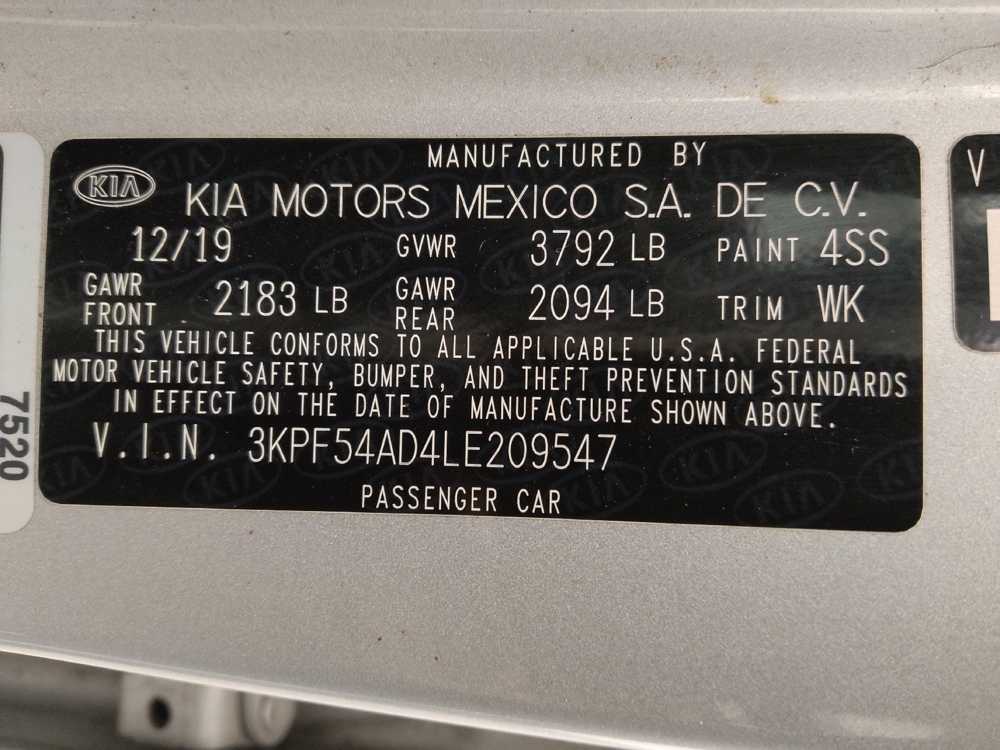 MANUFACTURED BY
KIA
KIA MOTORS MEXICO S.A. DE C.V.
12/19 GVWR 3792 LB PAINT 4SS
GAWR FRONT 2183 LB GAWR REAR 2094 LB TRIM WK
THIS VEHICLE CONFORMS TO ALL APPLICABLE U.S.A. FEDERAL
MOTOR VEHICLE SAFETY, BUMPER, AND THEFT PREVENTION STANDARDS
IN EFFECT ON THE DATE OF MANUFACTURE SHOWN ABOVE.
V.I.N. 3KPF54AD4LE209547
PASSENGER CAR
7520
V